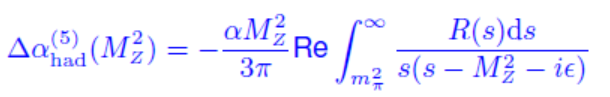 Δα_had^(5)(M_Z^2) = −(αM_Z^2)/(3π) Re ∫_{m_π^2}^∞ R(s)ds / (s(s − M_Z^2 − iϵ))